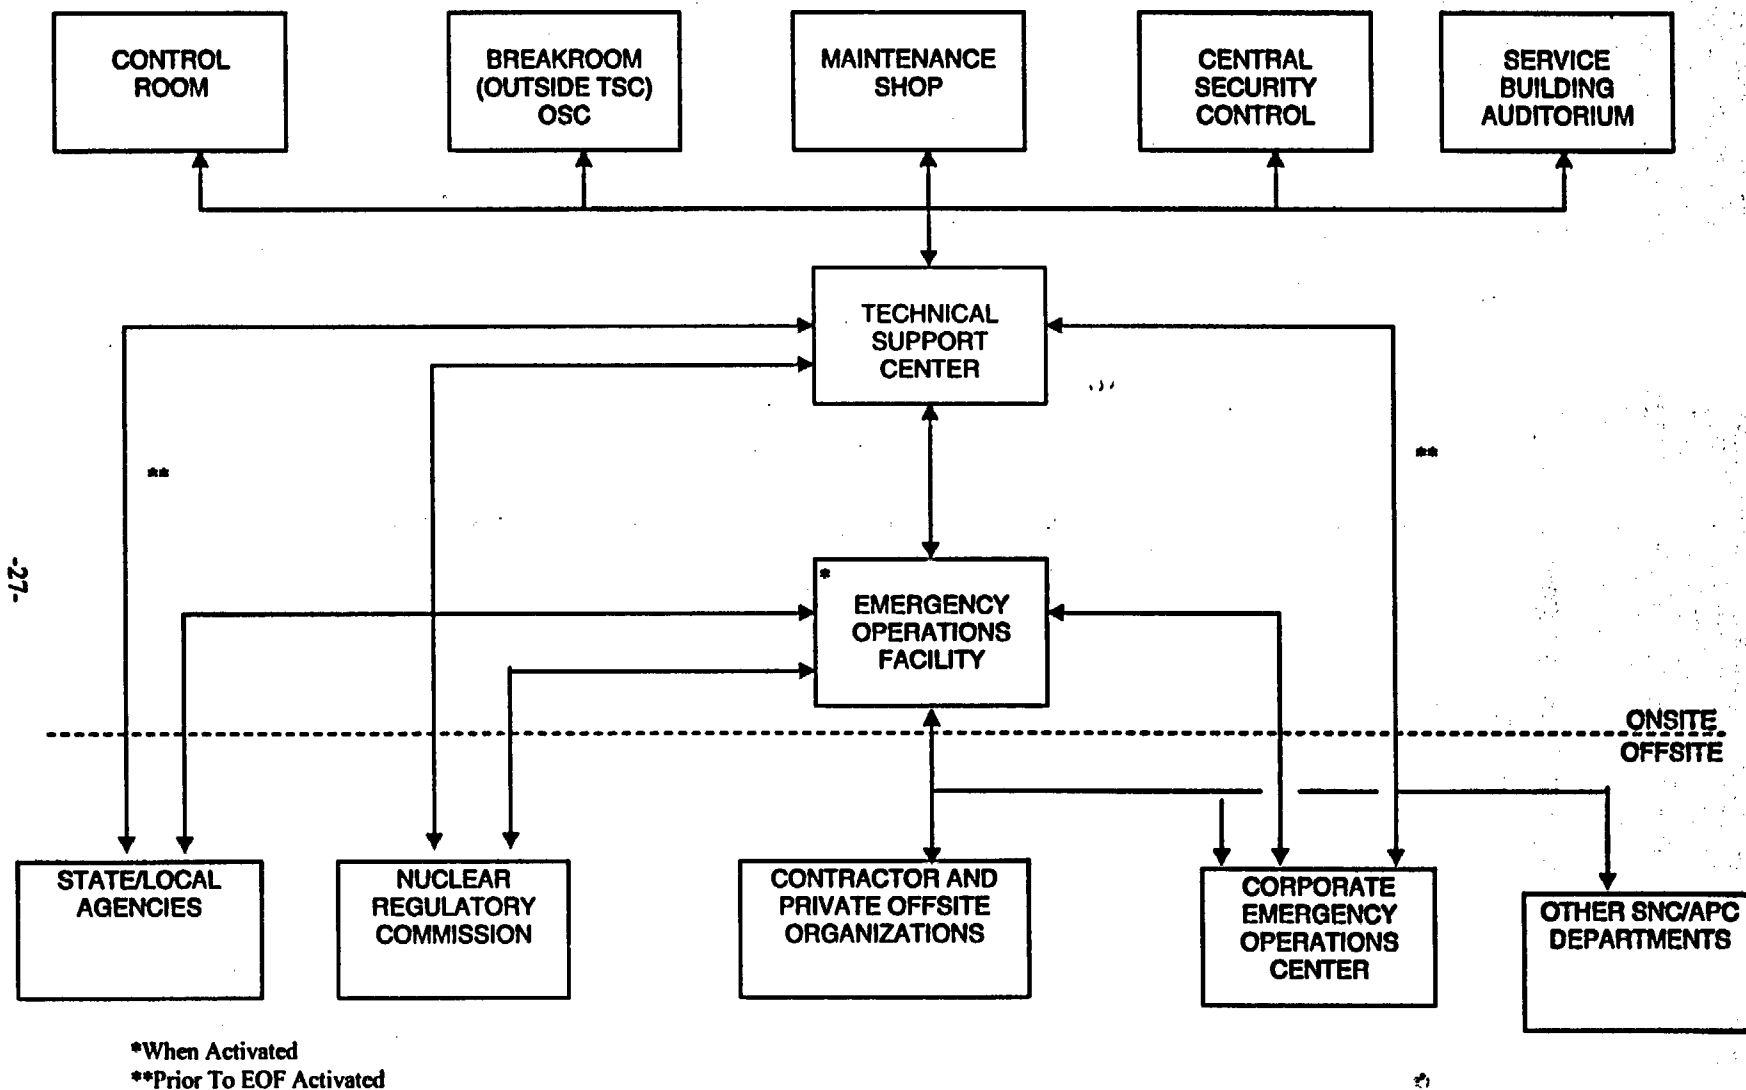 CONTROL
ROOM
BREAKROOM
(OUTSIDE TSC)
OSC
MAINTENANCE
SHOP
CENTRAL
SECURITY
CONTROL
SERVICE
BUILDING
AUDITORIUM
TECHNICAL
SUPPORT
CENTER
**
**
-27-
*
EMERGENCY
OPERATIONS
FACILITY
ONSITE
OFFSITE
STATE/LOCAL
AGENCIES
NUCLEAR
REGULATORY
COMMISSION
CONTRACTOR AND
PRIVATE OFFSITE
ORGANIZATIONS
CORPORATE
EMERGENCY
OPERATIONS
CENTER
OTHER SNC/APC
DEPARTMENTS
*When Activated
**Prior To EOF Activated